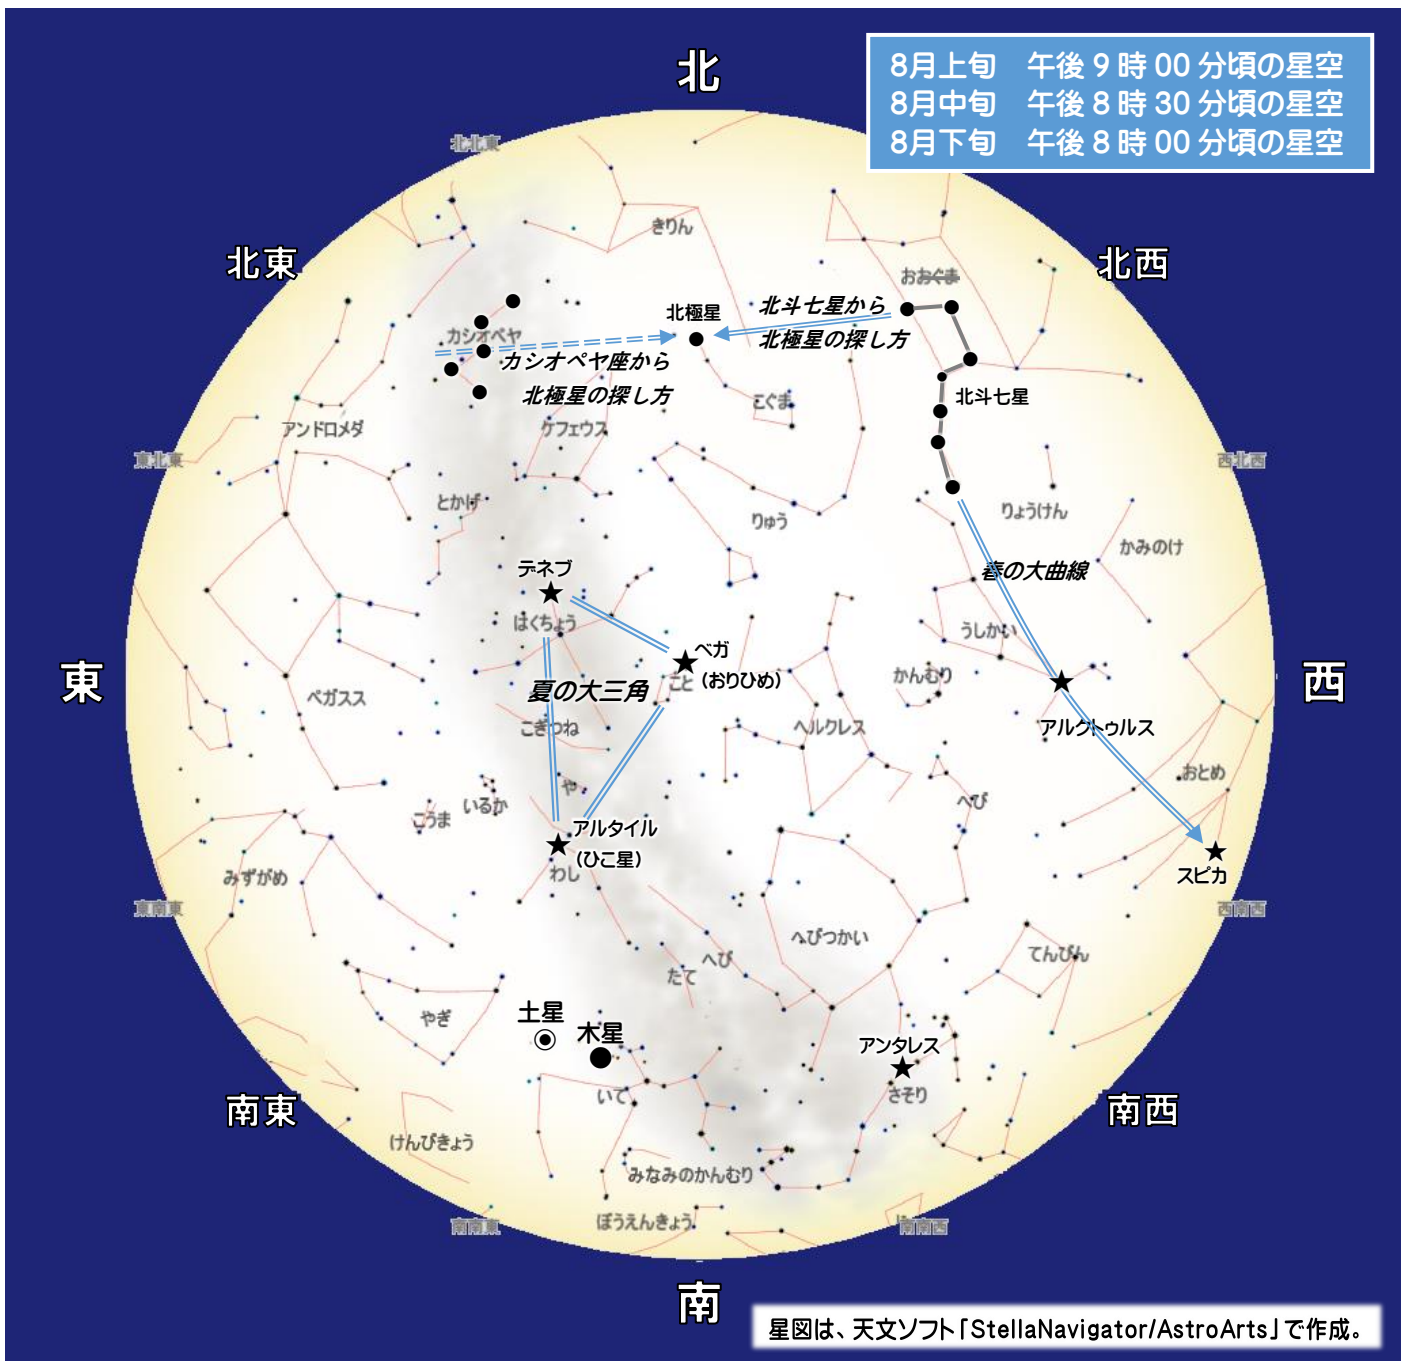 北
8月上旬 午後 9 時 00 分頃の星空
8月中旬 午後 8 時 30 分頃の星空
8月下旬 午後 8 時 00 分頃の星空
北北東
きりん
北東
北西
おおぐま
北極星
北斗七星から
北極星の探し方
カシオペヤ
カシオペヤ座から
北極星の探し方
こぐま
北斗七星
アンドロメダ
ケフェウス
東北東
西北西
とかげ
りゅう
りょうけん
かみのけ
デネブ
春の大曲線
はくちょう
うしかい
ベガ
(おりひめ)
こと
かんむり
東
西
夏の大三角
ペガスス
こぎつね
ヘルクレス
アルクトゥルス
おとめ
や
いるか
へび
こうま
アルタイル
(ひこ星)
わし
スピカ
みずがめ
東南東
西南西
へびつかい
てんびん
へび
たて
やぎ
土星
木星
アンタレス
いて
さそり
南東
南西
けんびきょう
みなみのかんむり
ぼうえんきょう
南南東
南南西
南
星図は、天文ソフト「StellaNavigator/AstroArts」で作成。